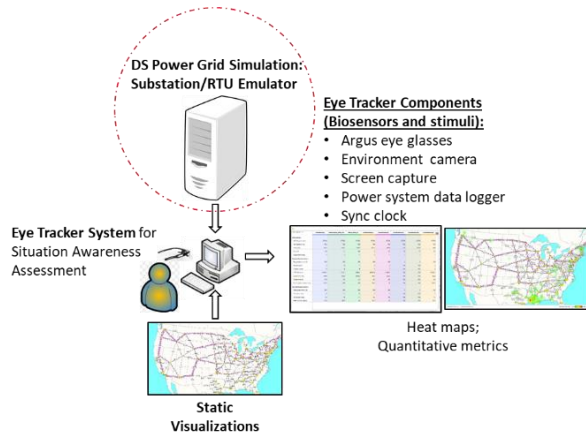 DS Power Grid Simulation:
Substation/RTU Emulator
Eye Tracker Components
(Biosensors and stimuli):
• Argus eye glasses
• Environment camera
• Screen capture
• Power system data logger
• Sync clock
Eye Tracker System for
Situation Awareness
Assessment
Heat maps;
Quantitative metrics
Static
Visualizations